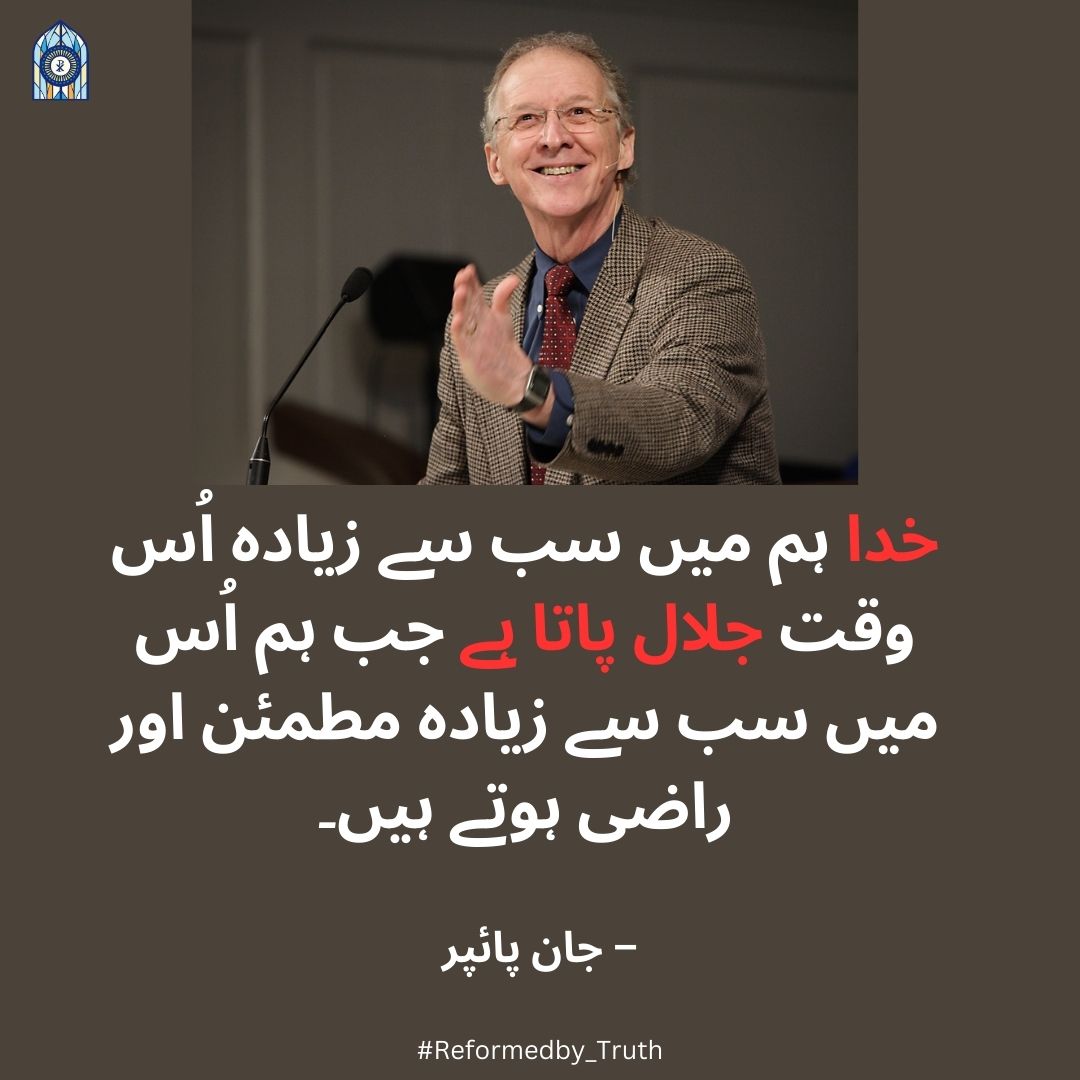 خدا ہم میں سب سے زیادہ اُس
وقت جلال پاتا ہے جب ہم اُس
میں سب سے زیادہ مطمئن اور
راضی ہوتے ہیں۔
– جان پائپر
#Reformedby_Truth